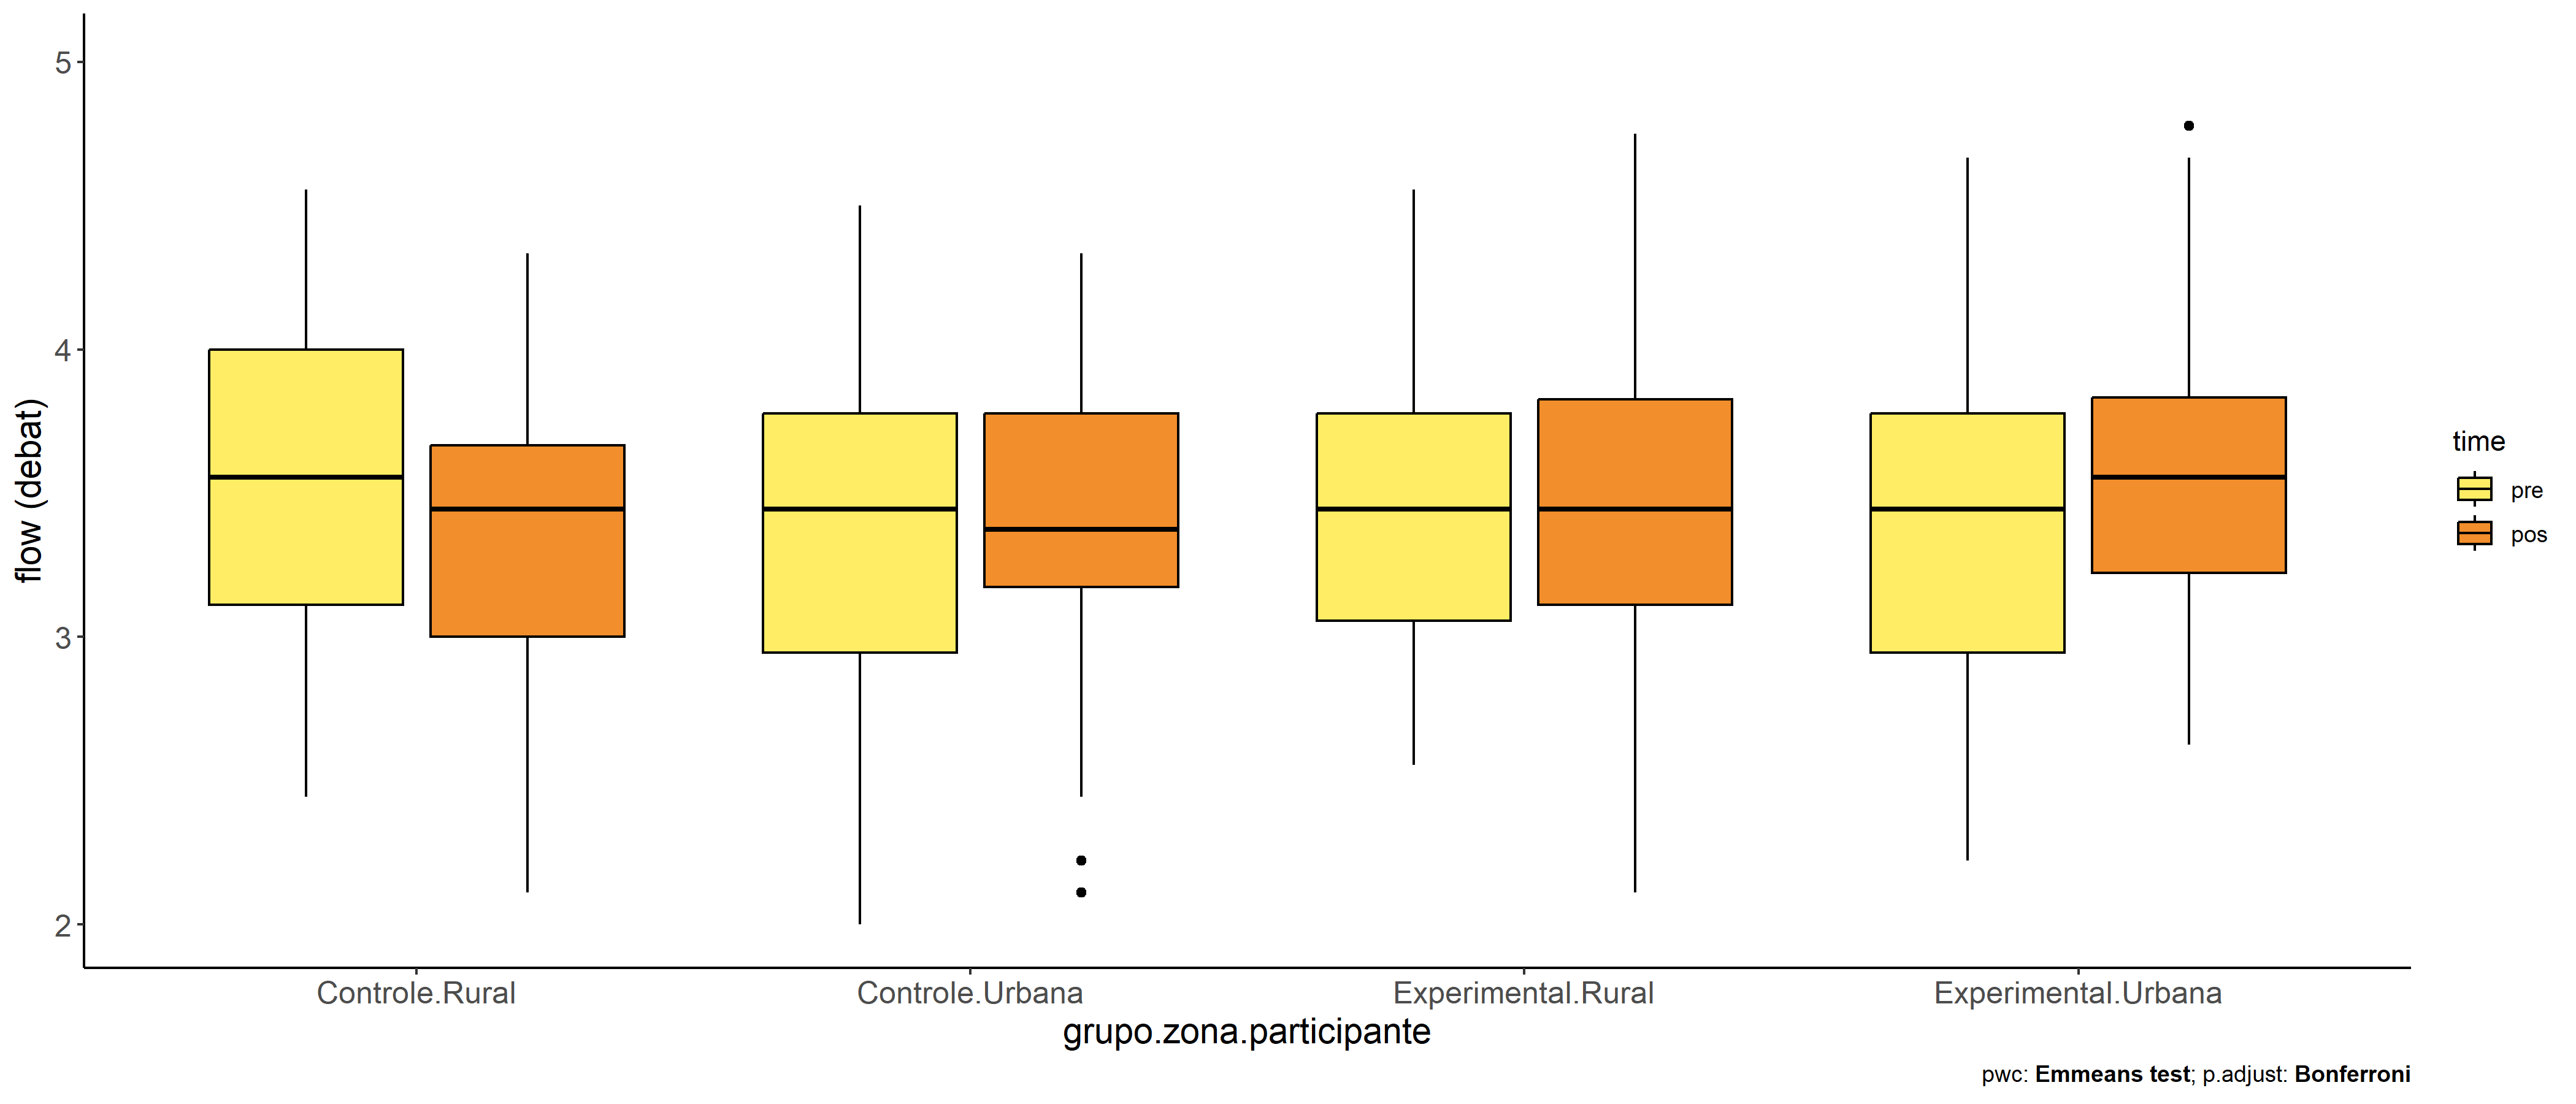 flow (debat)
5
4
3
2
Controle.Rural
Controle.Urbana
Experimental.Rural
Experimental.Urbana
grupo.zona.participante
time
pre
pos
pwc: Emmeans test; p.adjust: Bonferroni